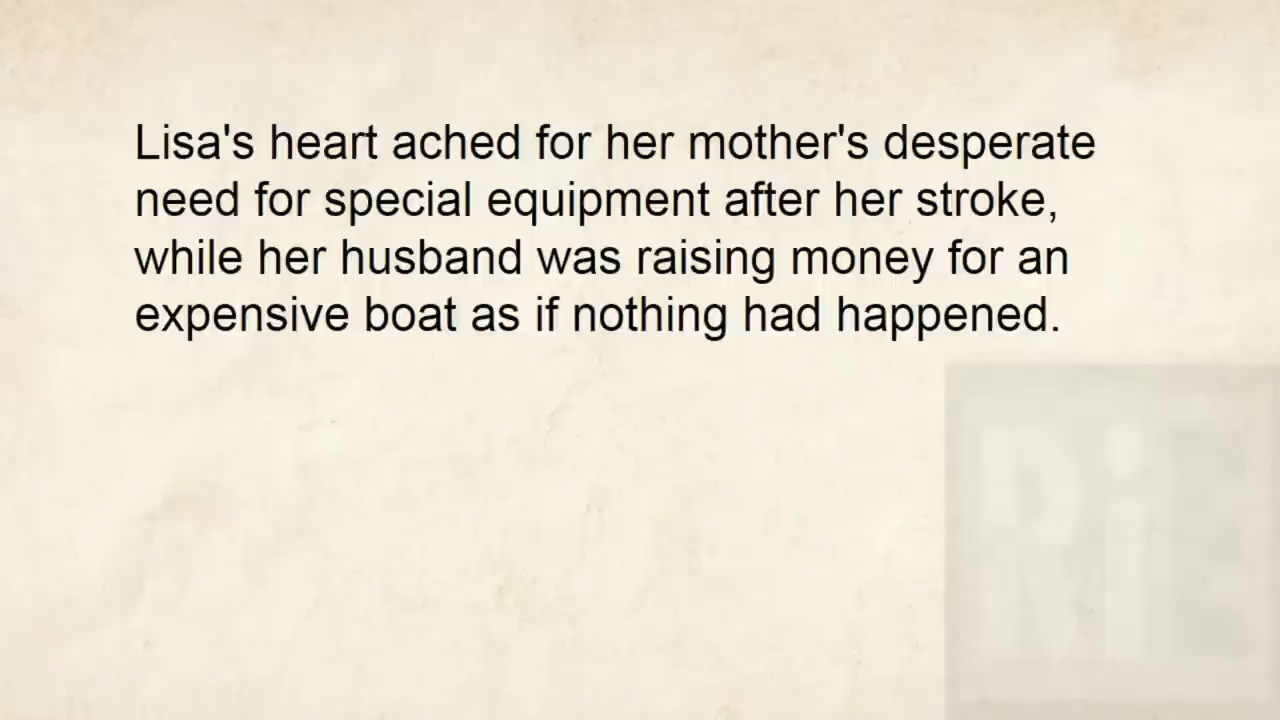 Lisa's heart ached for her mother's desperate
need for special equipment after her stroke,
while her husband was raising money for an
expensive boat as if nothing had happened.
RiE